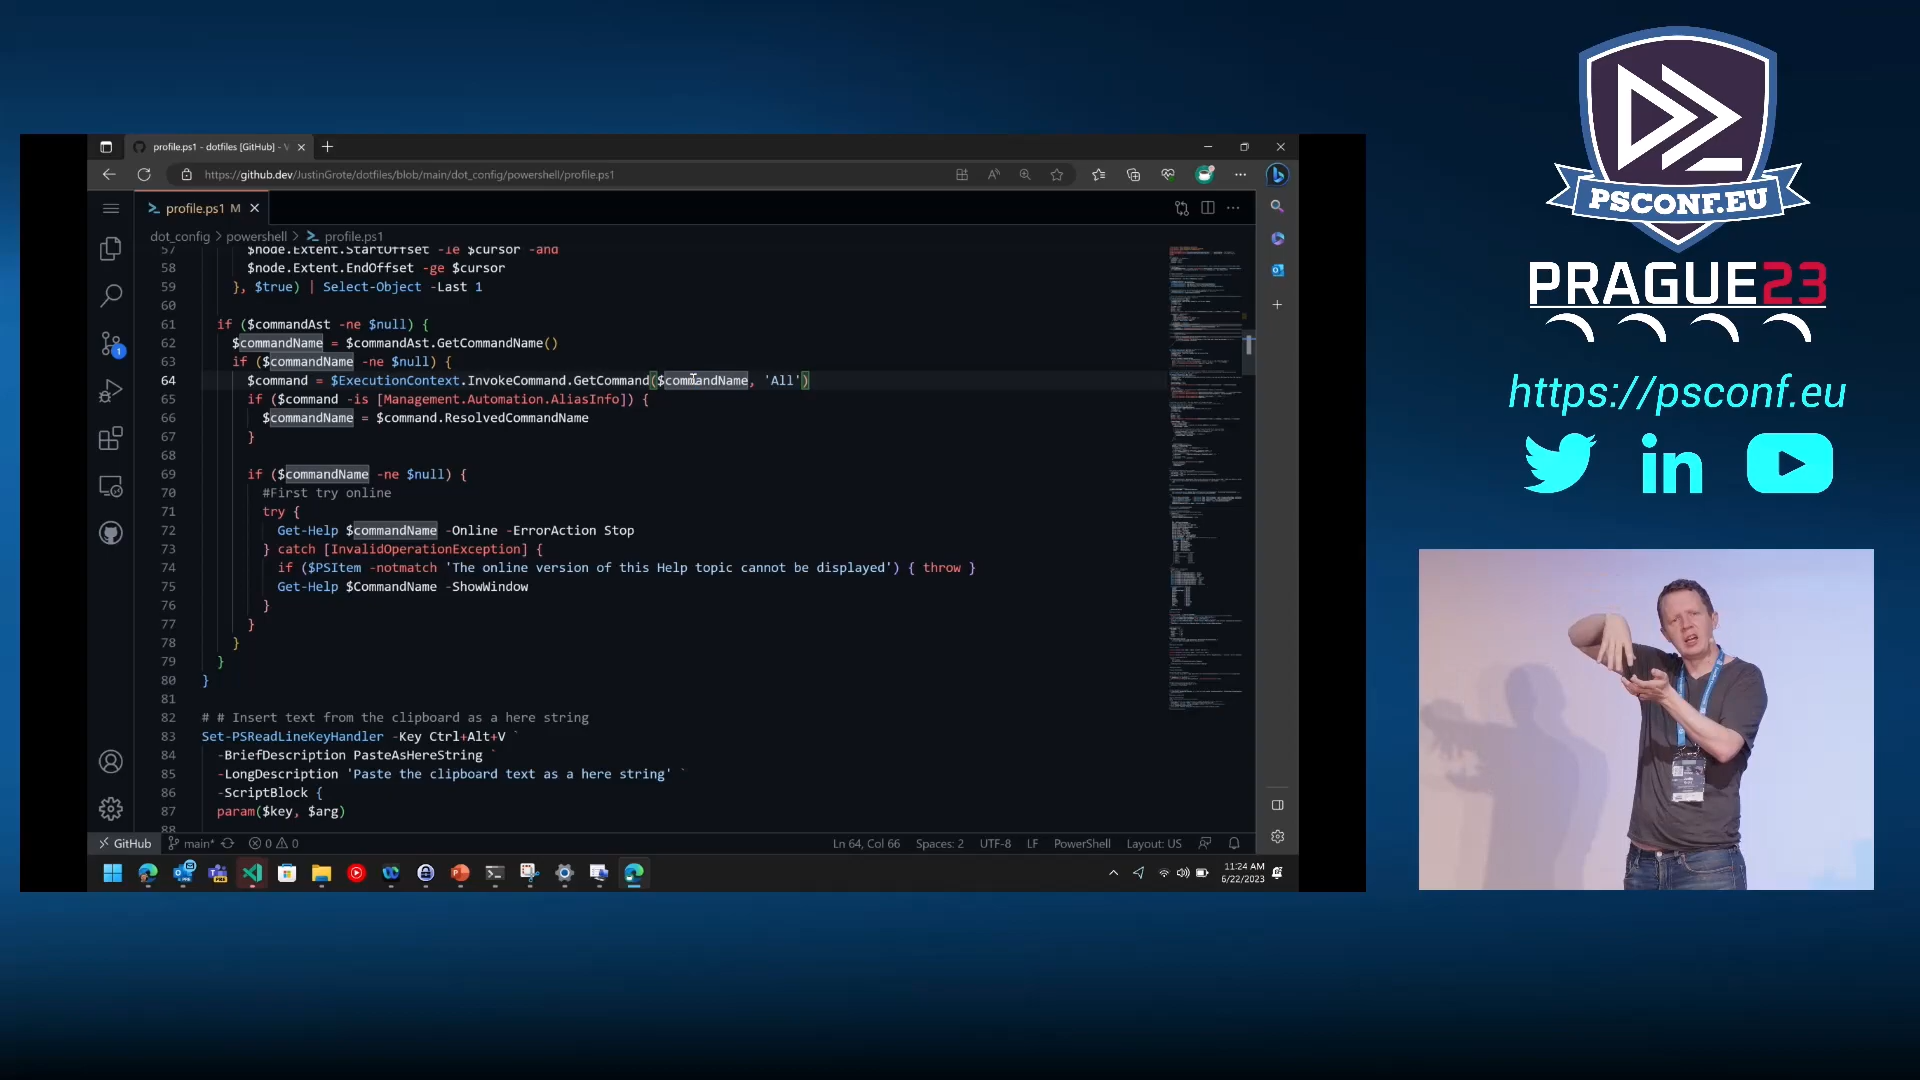 profile.ps1 - dotfiles [GitHub] - V
https://github.dev/JustinGrote/dotfiles/blob/main/dot_config/powershell/profile.ps1
profile.ps1 M
dot_config > powershell > profile.ps1
57 $node.Extent.StartOffset -le $cursor -and
58 $node.Extent.EndOffset -ge $cursor
59 }, $true) | Select-Object -Last 1
60
61 if ($commandAst -ne $null) {
62 $commandName = $commandAst.GetCommandName()
63 if ($commandName -ne $null) {
64 $command = $ExecutionContext.InvokeCommand.GetCommand($commandName, 'All')
65 if ($command -is [Management.Automation.AliasInfo]) {
66 $commandName = $command.ResolvedCommandName
67 }
68
69 if ($commandName -ne $null) {
70 #First try online
71 try {
72 Get-Help $commandName -Online -ErrorAction Stop
73 } catch [InvalidOperationException] {
74 if ($PSItem -notmatch 'The online version of this Help topic cannot be displayed') { throw }
75 Get-Help $CommandName -ShowWindow
76 }
77 }
78 }
79 }
80 }
81
82 # # Insert text from the clipboard as a here string
83 Set-PSReadLineKeyHandler -Key Ctrl+Alt+V `
84 -BriefDescription PasteAsHereString `
85 -LongDescription 'Paste the clipboard text as a here string' `
86 -ScriptBlock {
87 param($key, $arg)
88
1
GitHub main* 0 0 Ln 64, Col 66 Spaces: 2 UTF-8 LF PowerShell Layout: US
11:24 AM
6/22/2023
PSCONF.EU
PRAGUE23
https://psconf.eu
in